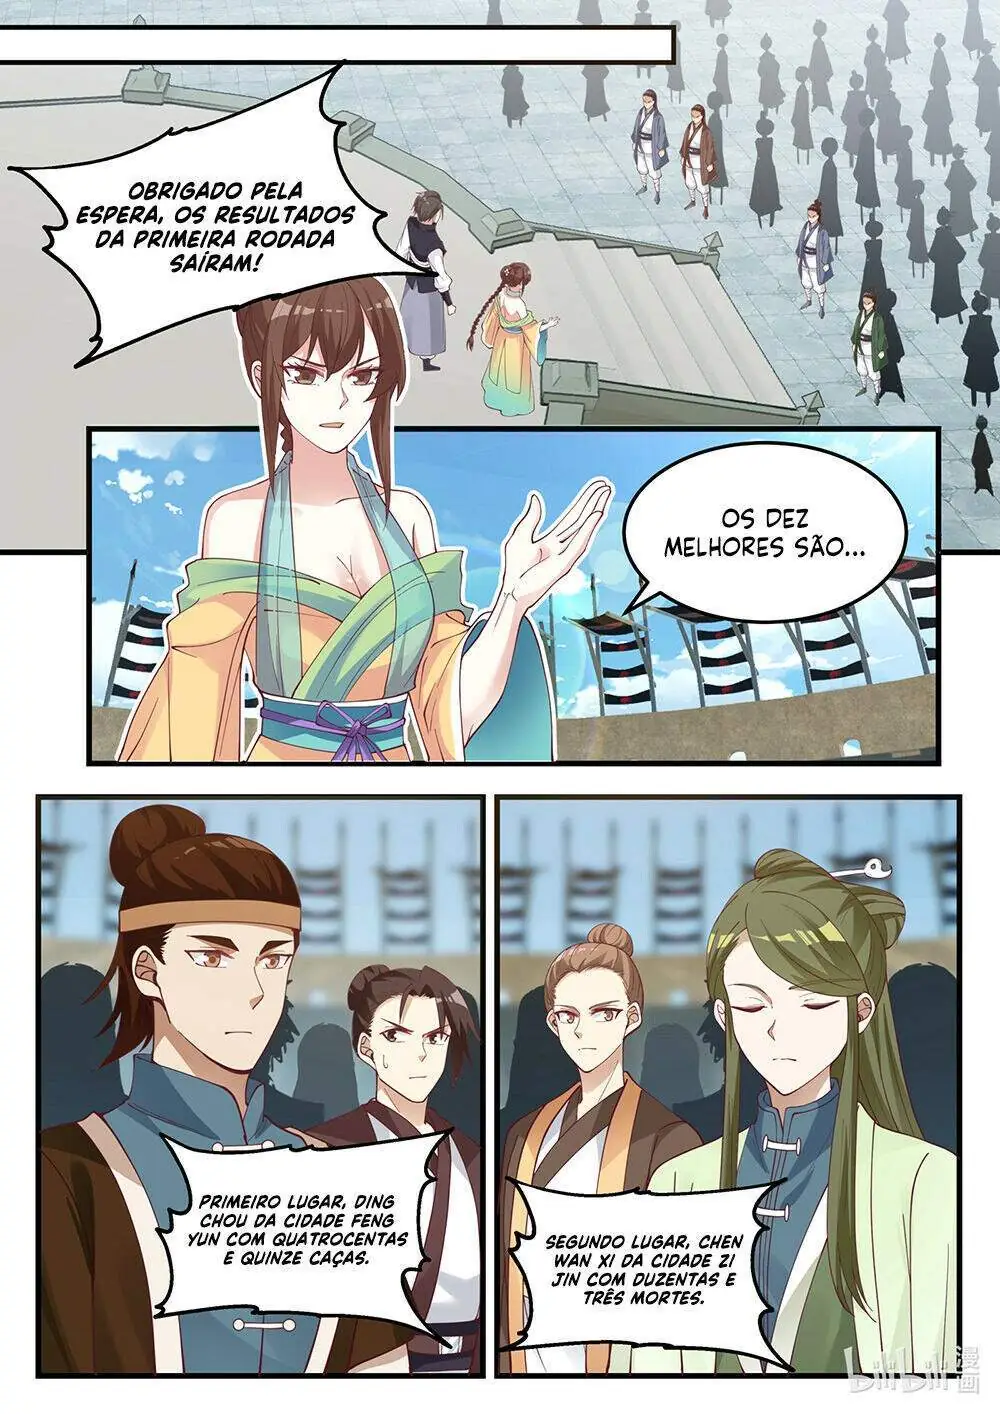 OBRIGADO PELA
ESPERA, OS RESULTADOS
DA PRIMEIRA RODADA
SAÍRAM!
OS DEZ
MELHORES SÃO...
PRIMEIRO LUGAR, DING
CHOU DA CIDADE FENG
YUN COM QUATROCENTAS
E QUINZE CAÇAS.
SEGUNDO LUGAR, CHEN
WAN XI DA CIDADE ZI
JIN COM DUZENTAS E
TRÊS MORTES.
bilibili 漫画